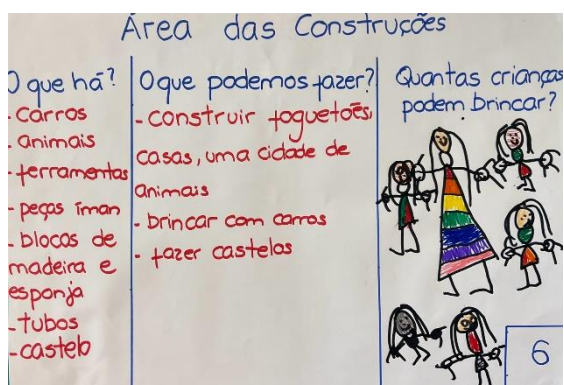 Área das Construções
O que há?
- carros
- animais
- ferramentas
- peças íman
- blocos de
madeira e
esponja
- tubos
- castelo
O que podemos fazer?
- construir foguetões,
casas, uma cidade de
animais
- brincar com carros
- fazer castelos
Quantas crianças
podem brincar?
6